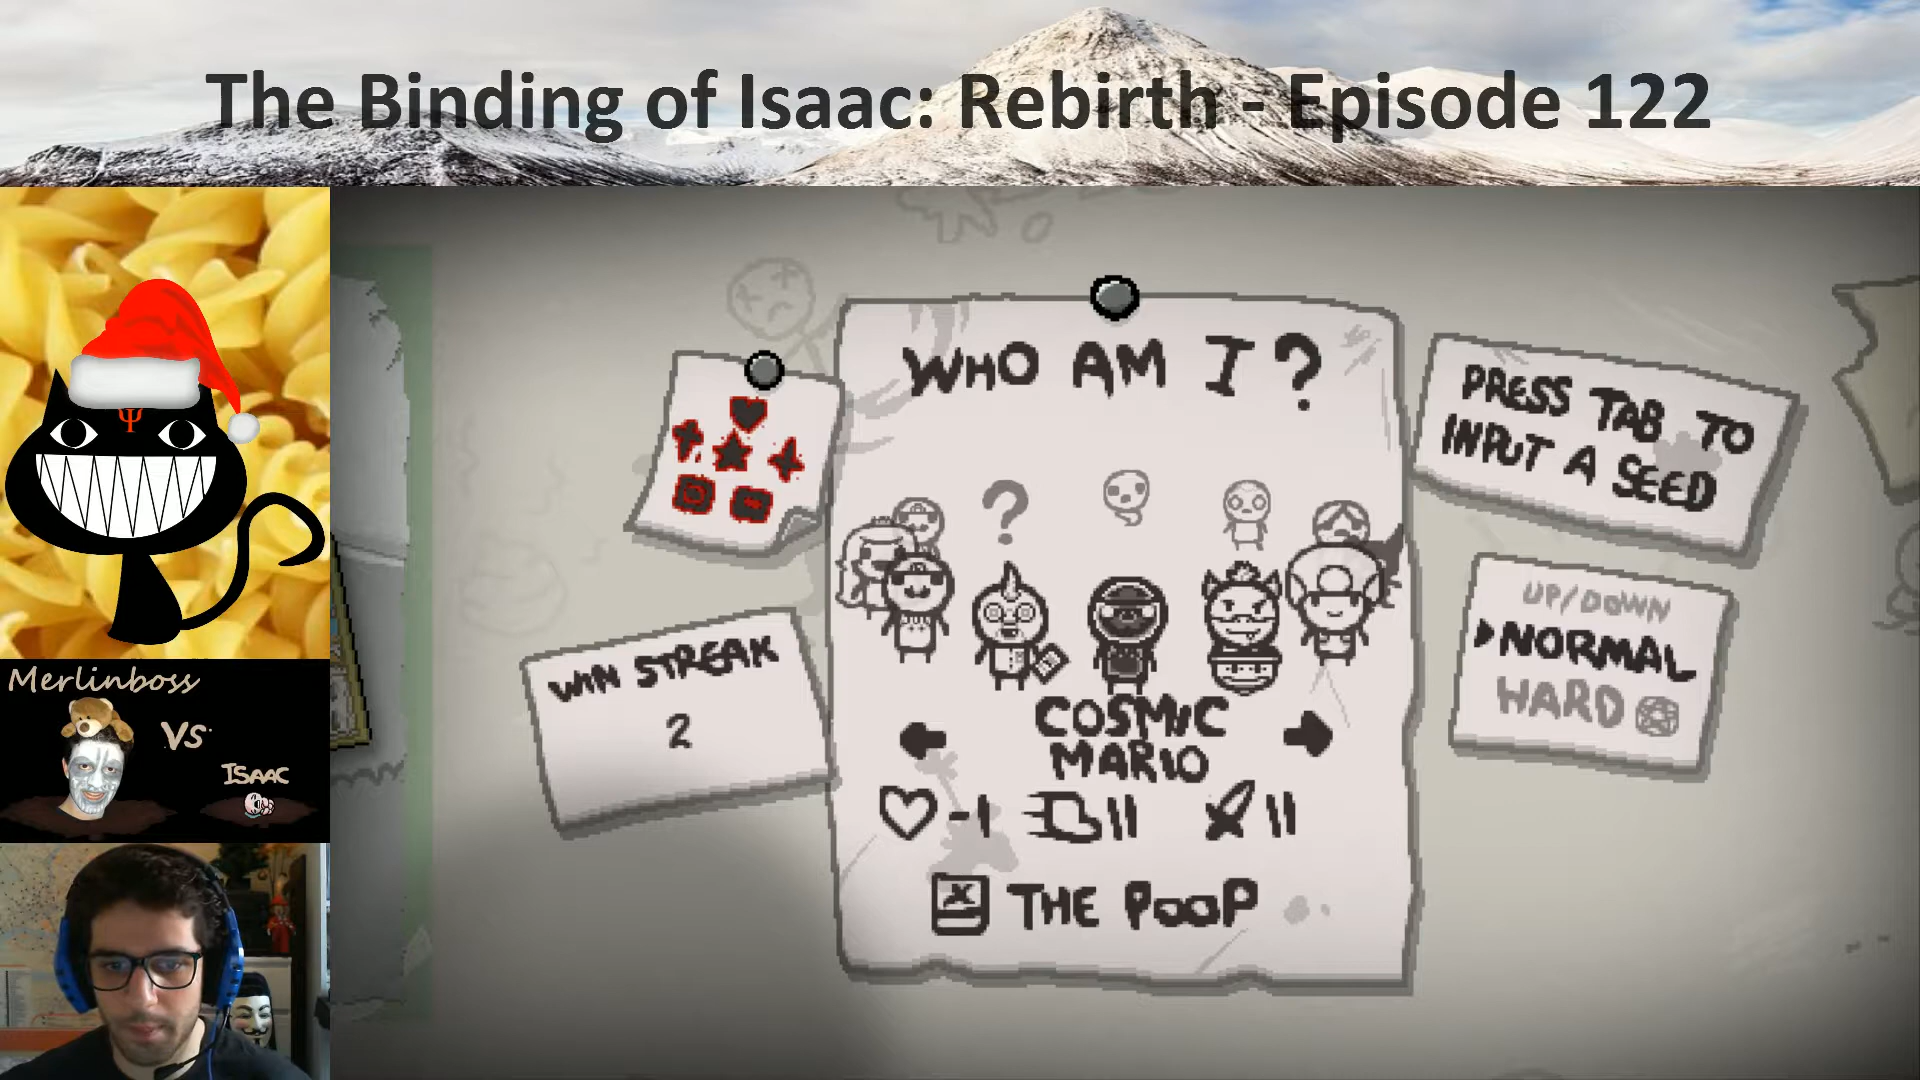 The Binding of Isaac: Rebirth - Episode 122
WHO AM I?
PRESS TAB TO
INPUT A SEED
UP/DOWN
NORMAL
HARD
WIN STREAK
2
COSMIC
MARIO
-1
THE POOP
Merlinboss
VS
ISAAC